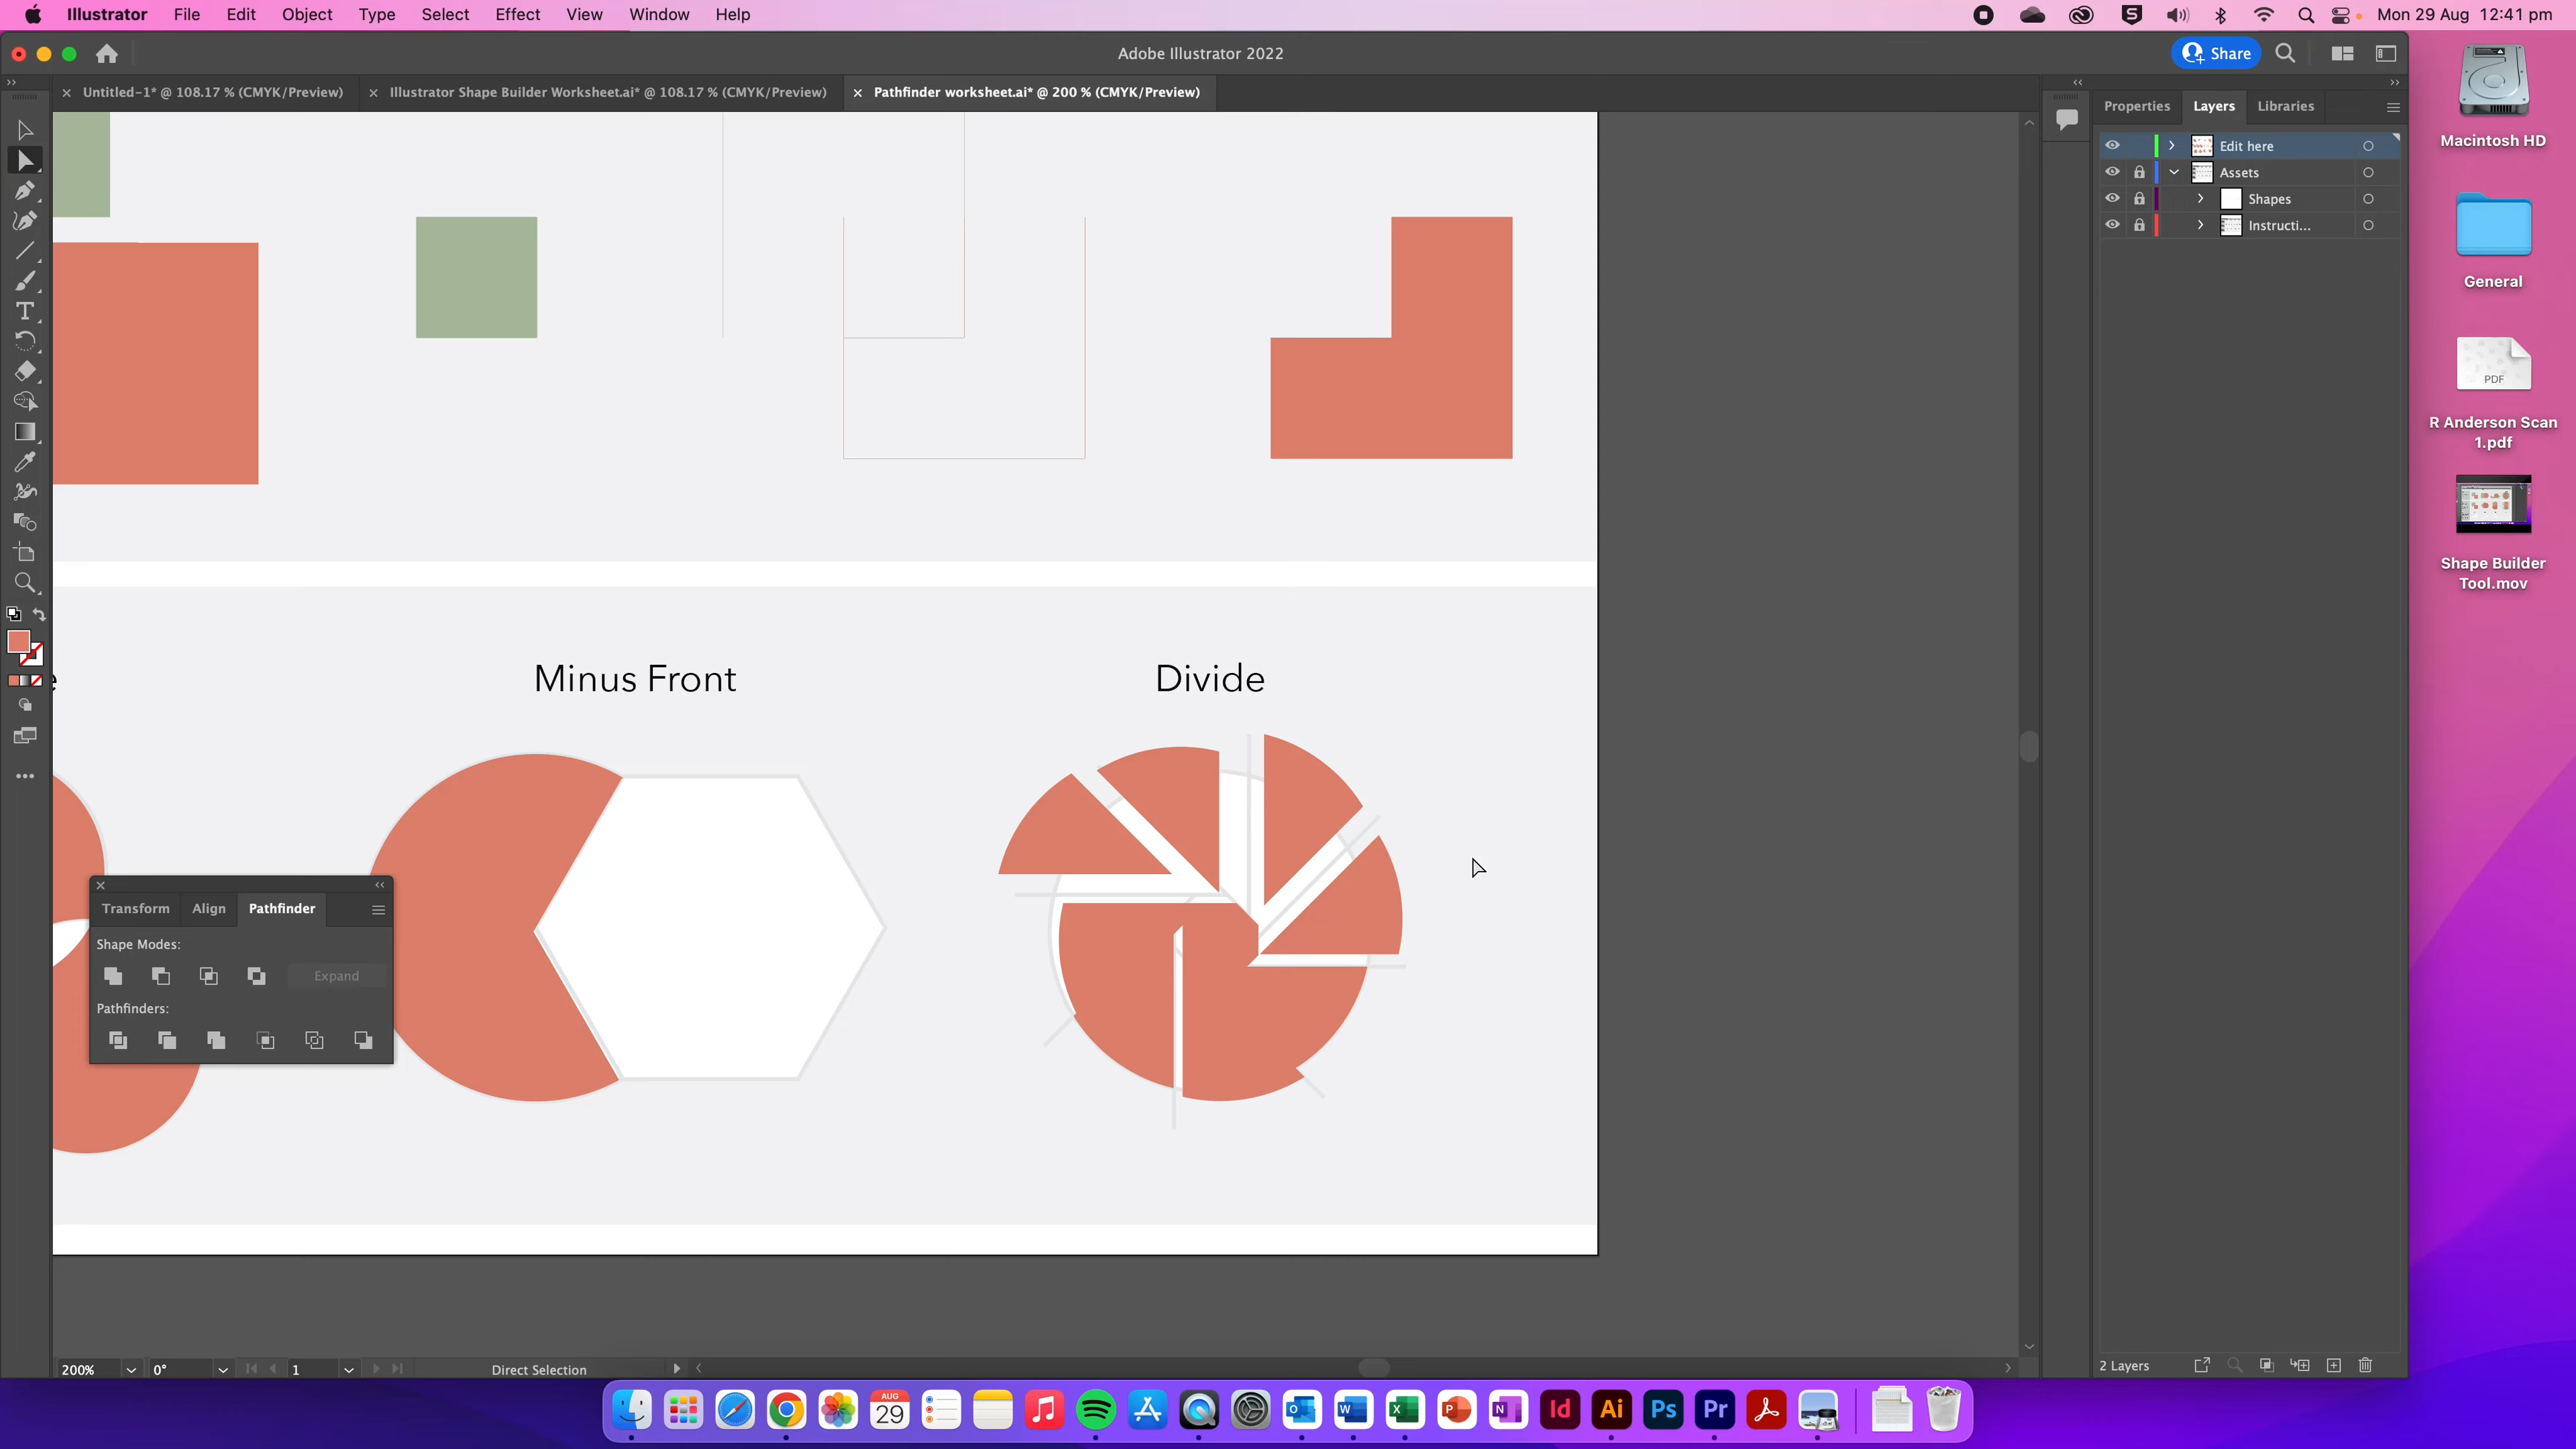 Illustrator File Edit Object Type Select Effect View Window Help
S
Mon 29 Aug 12:41 pm
Adobe Illustrator 2022
Share
Untitled-1* @ 108.17 % (CMYK/Preview)
Illustrator Shape Builder Worksheet.ai* @ 108.17 % (CMYK/Preview)
Pathfinder worksheet.ai* @ 200 % (CMYK/Preview)
Properties Layers Libraries
Edit here
Assets
Shapes
Instructi...
Macintosh HD
General
PDF
R Anderson Scan
1.pdf
Shape Builder
Tool.mov
T
e
Minus Front
Divide
Transform Align Pathfinder
Shape Modes:
Expand
Pathfinders:
200% 0° 1 Direct Selection
2 Layers
AUG
29
O
W
X
P
N
Id
Ai
Ps
Pr